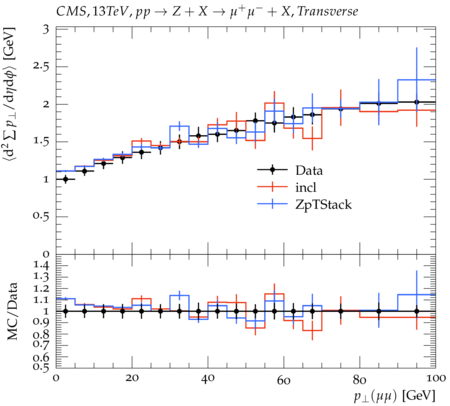 CMS, 13TeV, pp → Z + X → μ⁺μ⁻ + X, Transverse
⟨d² ∑ p⊥/dηdϕ⟩ [GeV]
3
2.5
2
1.5
1
0.5
0
Data
incl
ZpTStack
MC/Data
1.4
1.3
1.2
1.1
1
0.9
0.8
0.7
0.6
0.5
0 20 40 60 80 100
p⊥(μμ) [GeV]